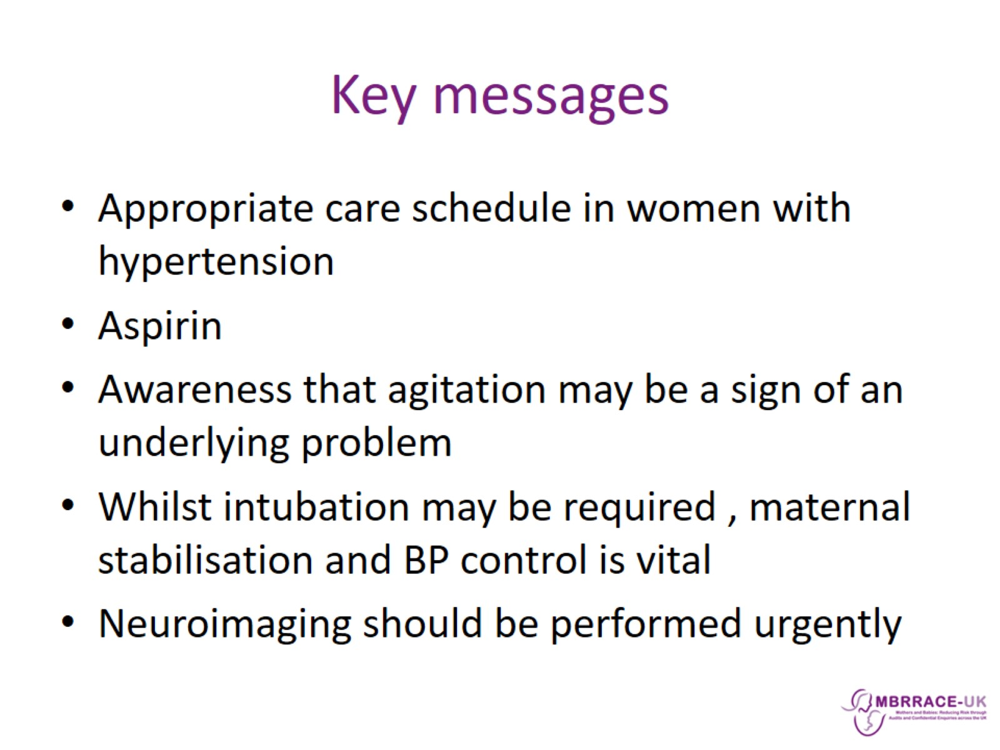 Key messages
• Appropriate care schedule in women with
hypertension
• Aspirin
• Awareness that agitation may be a sign of an
underlying problem
• Whilst intubation may be required , maternal
stabilisation and BP control is vital
• Neuroimaging should be performed urgently
MBRRACE-UK
Mothers and Babies: Reducing Risk through
Audits and Confidential Enquiries across the UK